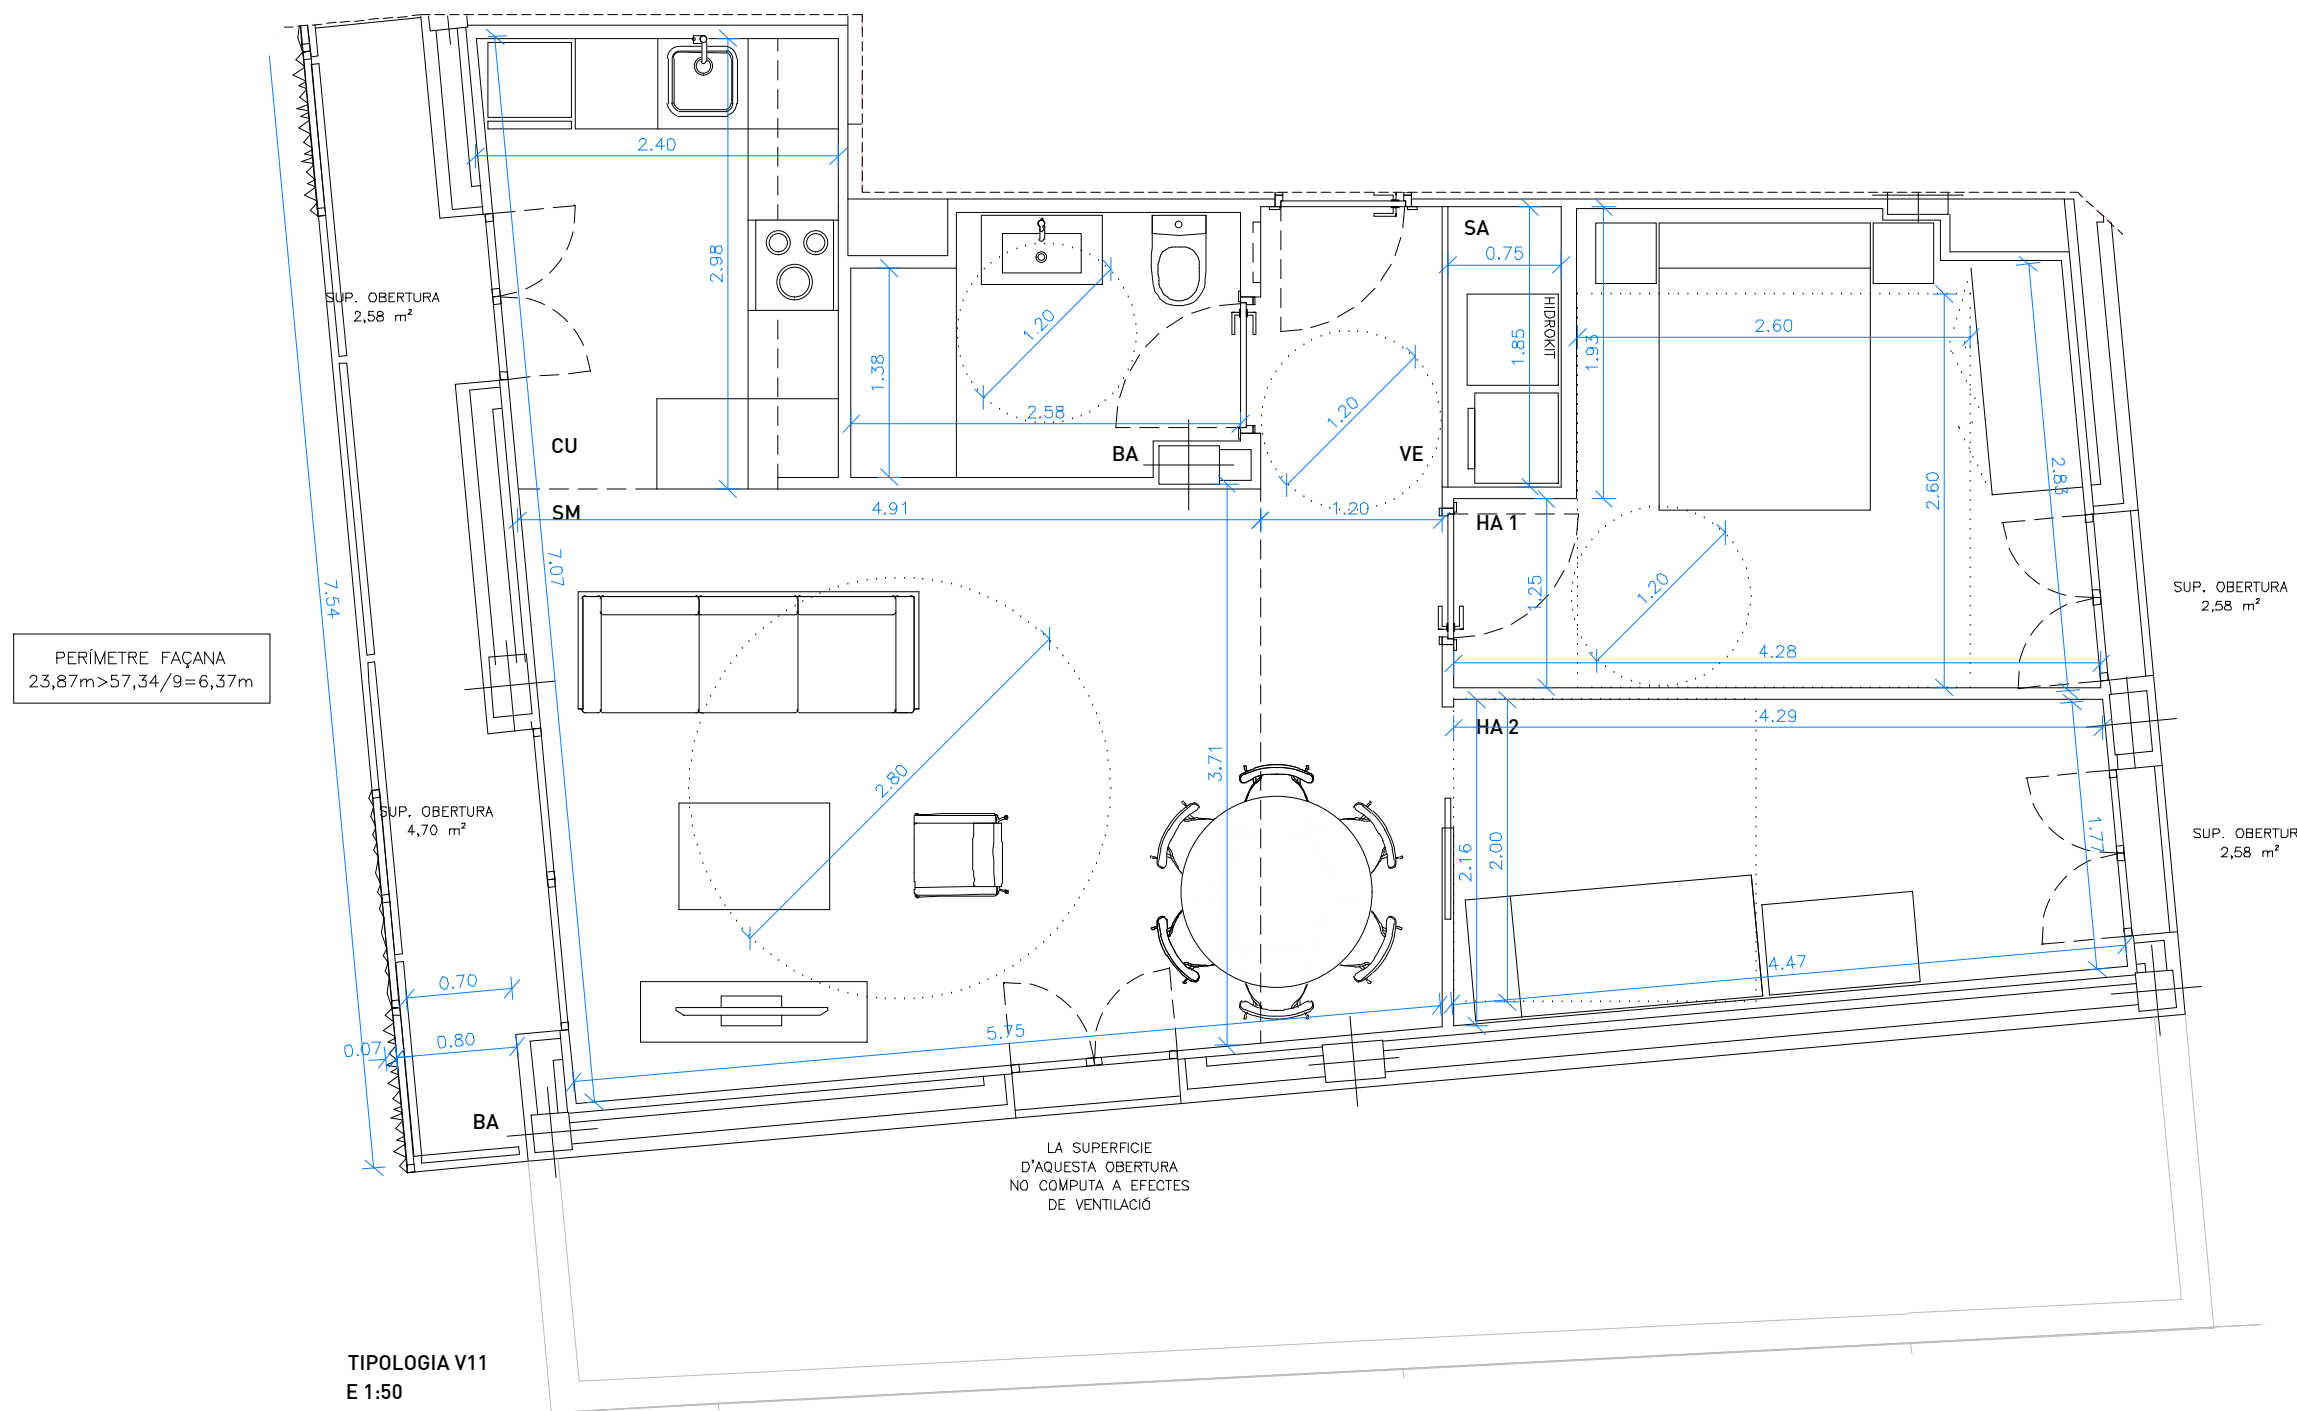 2.40
SA
0.75
2.98
HIDROKIT
SUP. OBERTURA
2,58 m²
1.20
1.85
1.93
2.60
1.38
2.58
1.20
CU
BA
VE
2.83
2.60
SM
4.91
1.20
HA 1
7.07
7.54
1.25
1.20
SUP. OBERTURA
2,58 m²
PERÍMETRE FAÇANA
23,87m>57,34/9=6,37m
4.28
HA 2
4.29
3.71
2.80
SUP. OBERTURA
4,70 m²
2.16
2.00
1.77
SUP. OBERTUR
2,58 m²
4.47
0.70
0.07
0.80
5.75
BA
LA SUPERFICIE
D'AQUESTA OBERTURA
NO COMPUTA A EFECTES
DE VENTILACIÓ
TIPOLOGIA V11
E 1:50